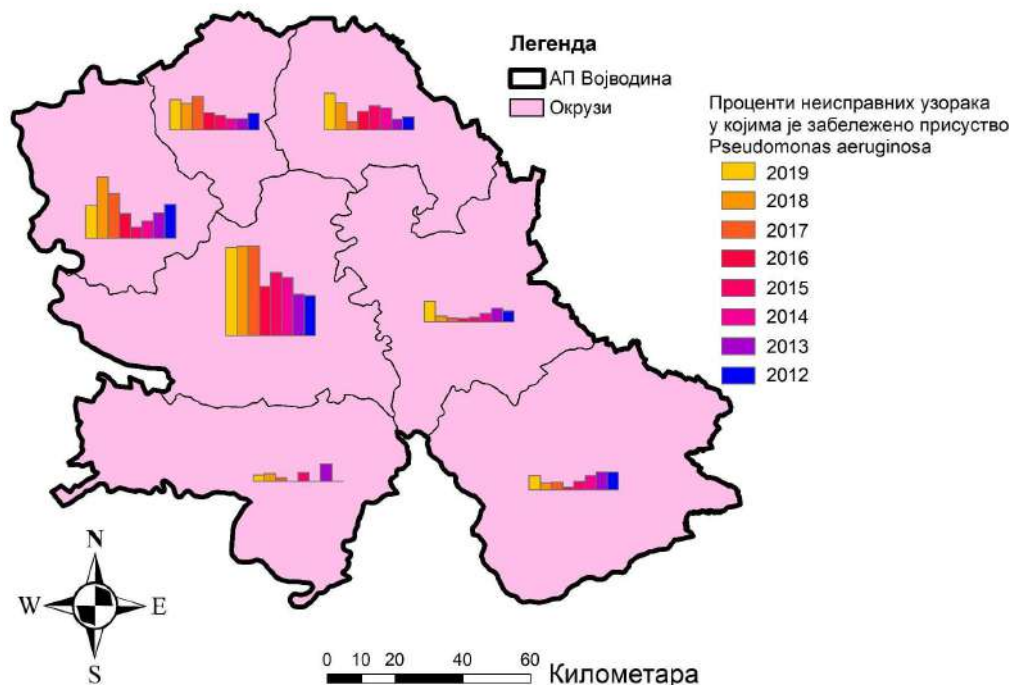 Легенда
АП Војводина
Окрузи
Проценти неисправних узорака
у којима је забележено присуство
Pseudomonas aeruginosa
2019
2018
2017
2016
2015
2014
2013
2012
N
W E
S
0 10 20 40 60
Километара